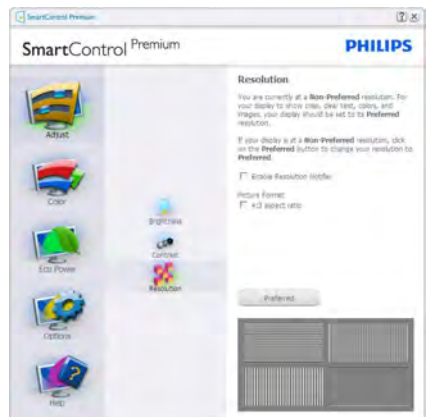 SmartControl Premium
SmartControl Premium
PHILIPS
Adjust
Color
Eco Power
Options
Help
Brightness
Contrast
Resolution
Resolution
You are currently at a Non-Preferred resolution. For
your display to show crisp, clear text, colors, and
images, your display should be set to its Preferred
resolution.
If your display is at a Non-Preferred resolution, click
on the Preferred button to change your resolution to
Preferred.
Enable Resolution Notifier
Picture Format
4:3 aspect ratio
Preferred